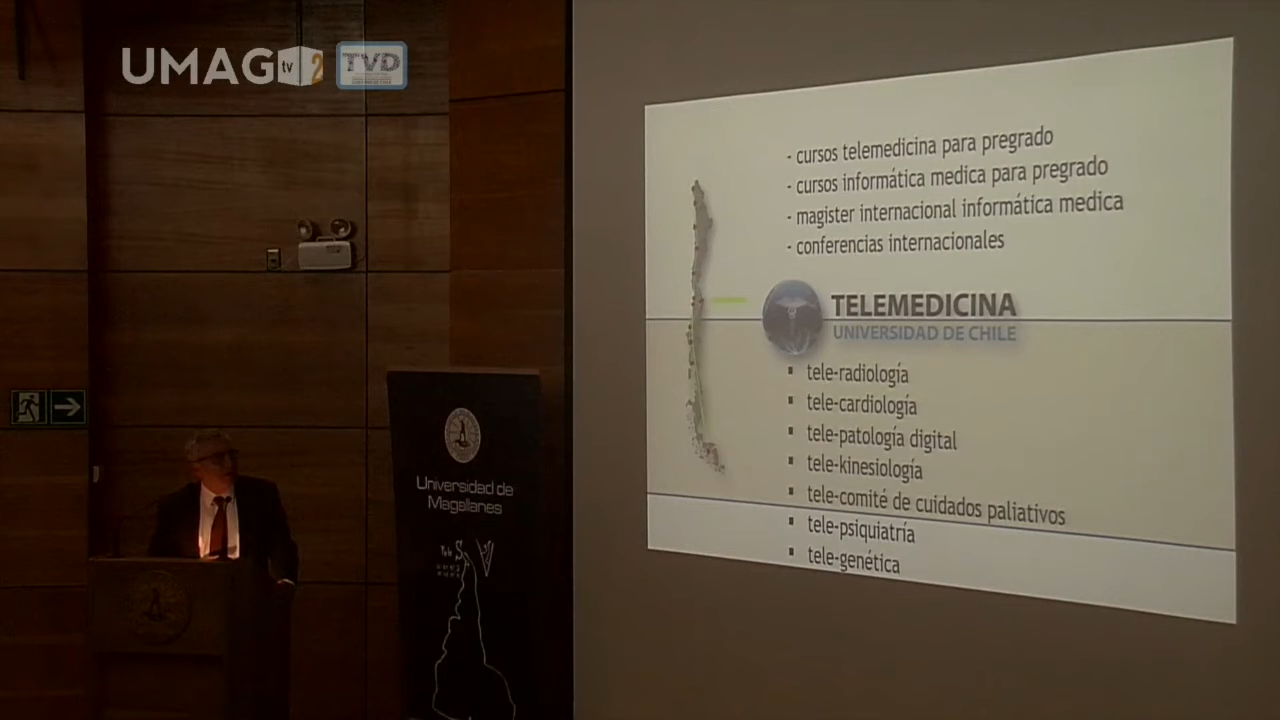 UMAG tv 2 TVD
- cursos telemedicina para pregrado
- cursos informática medica para pregrado
- magister internacional informática medica
- conferencias internacionales
TELEMEDICINA
UNIVERSIDAD DE CHILE
▪ tele-radiología
▪ tele-cardiología
▪ tele-patología digital
▪ tele-kinesiología
▪ tele-comité de cuidados paliativos
▪ tele-psiquiatría
▪ tele-genética
Universidad de
Magallanes